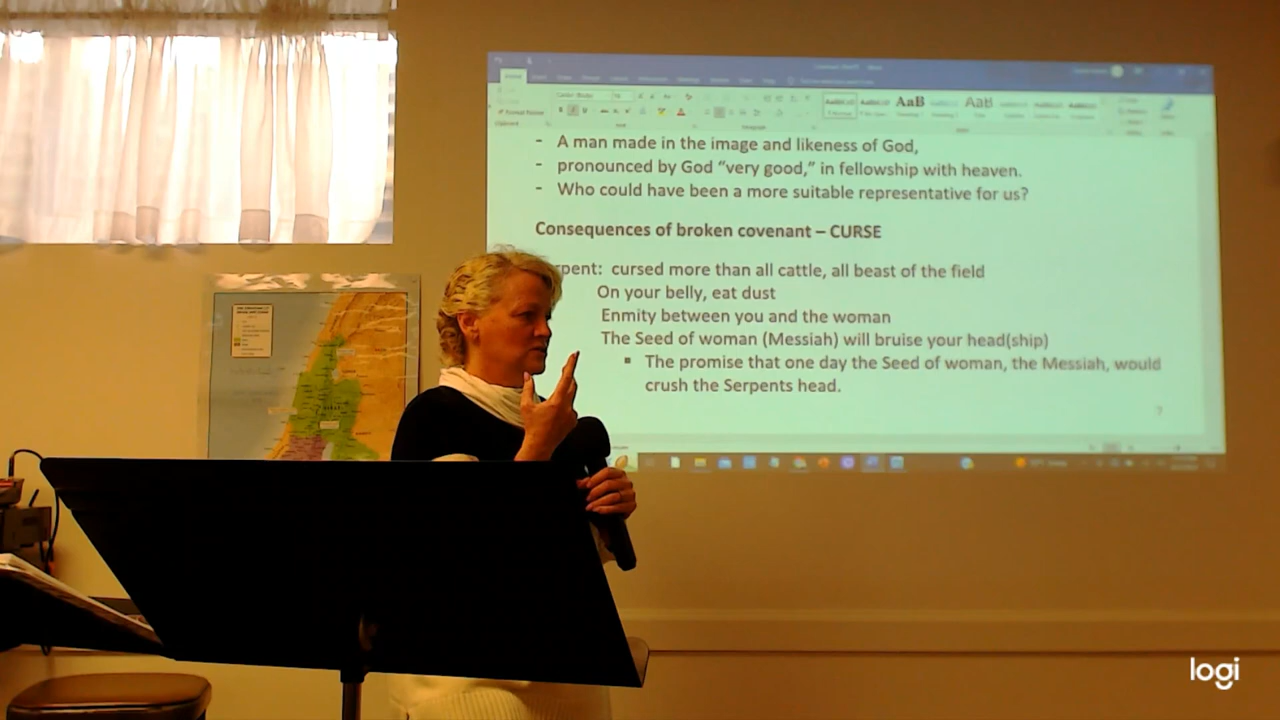 AaB
- A man made in the image and likeness of God,
- pronounced by God “very good,” in fellowship with heaven.
- Who could have been a more suitable representative for us?
Consequences of broken covenant – CURSE
rpent: cursed more than all cattle, all beast of the field
On your belly, eat dust
Enmity between you and the woman
The Seed of woman (Messiah) will bruise your head(ship)
▪ The promise that one day the Seed of woman, the Messiah, would
crush the Serpents head.
7
logi